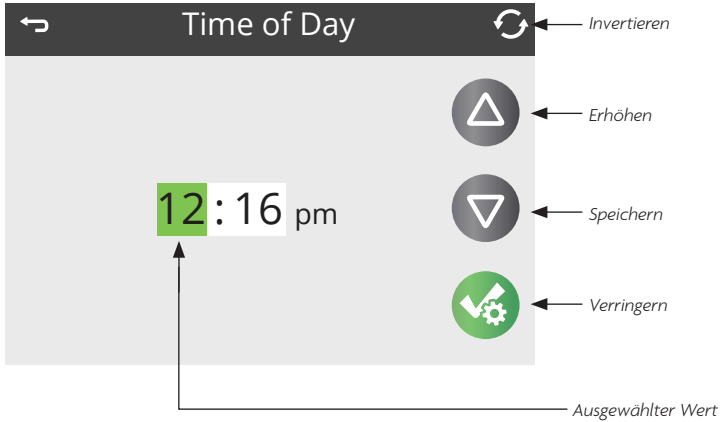 Time of Day
Invertieren
Erhöhen
12 : 16 pm
Speichern
Verringern
Ausgewählter Wert